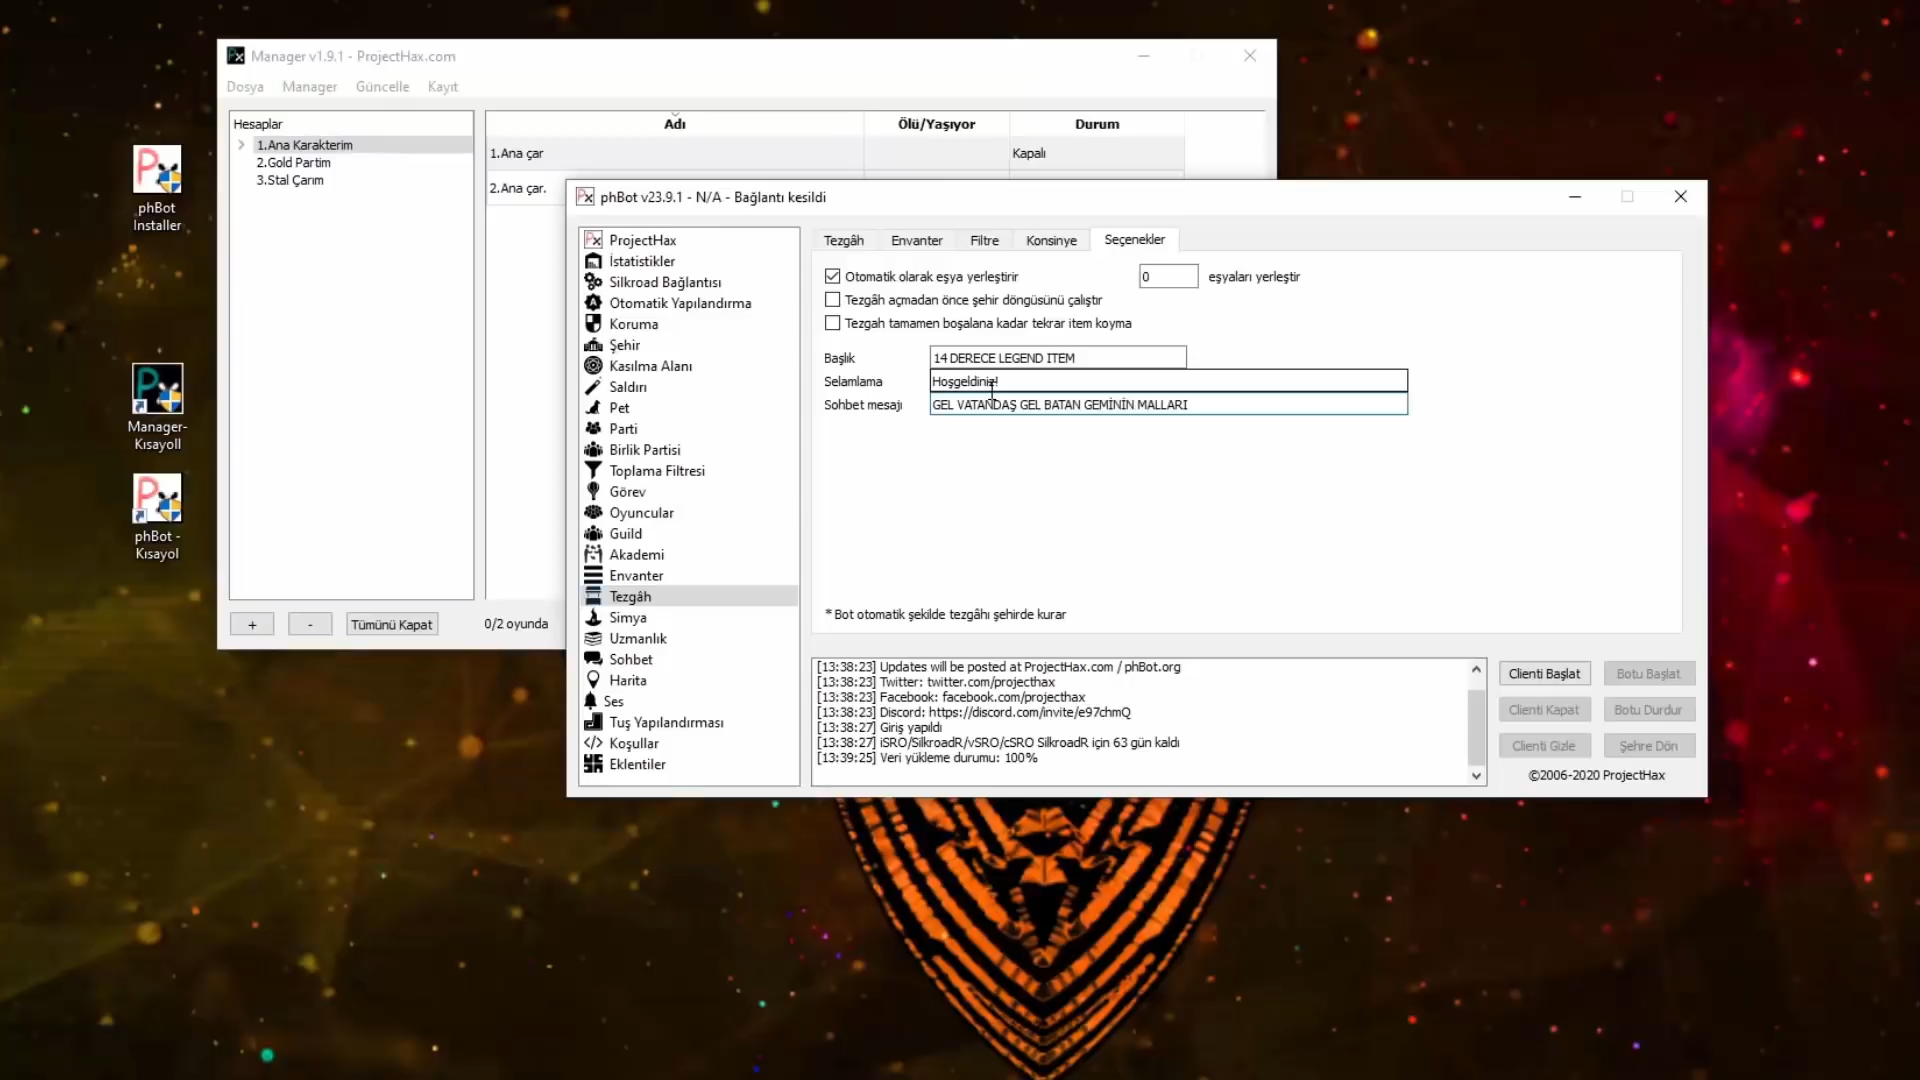 phBot
Installer
Manager-
Kısayoll
phBot -
Kısayol
Manager v1.9.1 - ProjectHax.com
Dosya Manager Güncelle Kayıt
Hesaplar
1.Ana Karakterim
2.Gold Partim
3.Stal Çarım
Adı Ölü/Yaşıyor Durum
1.Ana çar Kapalı
2.Ana çar.
+ - Tümünü Kapat 0/2 oyunda
phBot v23.9.1 - N/A - Bağlantı kesildi
ProjectHax
İstatistikler
Silkroad Bağlantısı
Otomatik Yapılandırma
Koruma
Şehir
Kasılma Alanı
Saldırı
Pet
Parti
Birlik Partisi
Toplama Filtresi
Görev
Oyuncular
Guild
Akademi
Envanter
Tezgâh
Simya
Uzmanlık
Sohbet
Harita
Ses
Tuş Yapılandırması
Koşullar
Eklentiler
Tezgâh Envanter Filtre Konsinye Seçenekler
Otomatik olarak eşya yerleştirir 0 eşyaları yerleştir
Tezgâh açmadan önce şehir döngüsünü çalıştır
Tezgah tamamen boşalana kadar tekrar item koyma
Başlık 14 DERECE LEGEND ITEM
Selamlama Hoşgeldiniz!
Sohbet mesajı GEL VATANDAŞ GEL BATAN GEMİNİN MALLARI
* Bot otomatik şekilde tezgâhı şehirde kurar
[13:38:23] Updates will be posted at ProjectHax.com / phBot.org
[13:38:23] Twitter: twitter.com/projecthax
[13:38:23] Facebook: facebook.com/projecthax
[13:38:23] Discord: https://discord.com/invite/e97chmQ
[13:38:27] Giriş yapıldı
[13:38:27] iSRO/SilkroadR/vSRO/cSRO SilkroadR için 63 gün kaldı
[13:39:25] Veri yükleme durumu: 100%
Clienti Başlat Botu Başlat
Clienti Kapat Botu Durdur
Clienti Gizle Şehre Dön
©2006-2020 ProjectHax